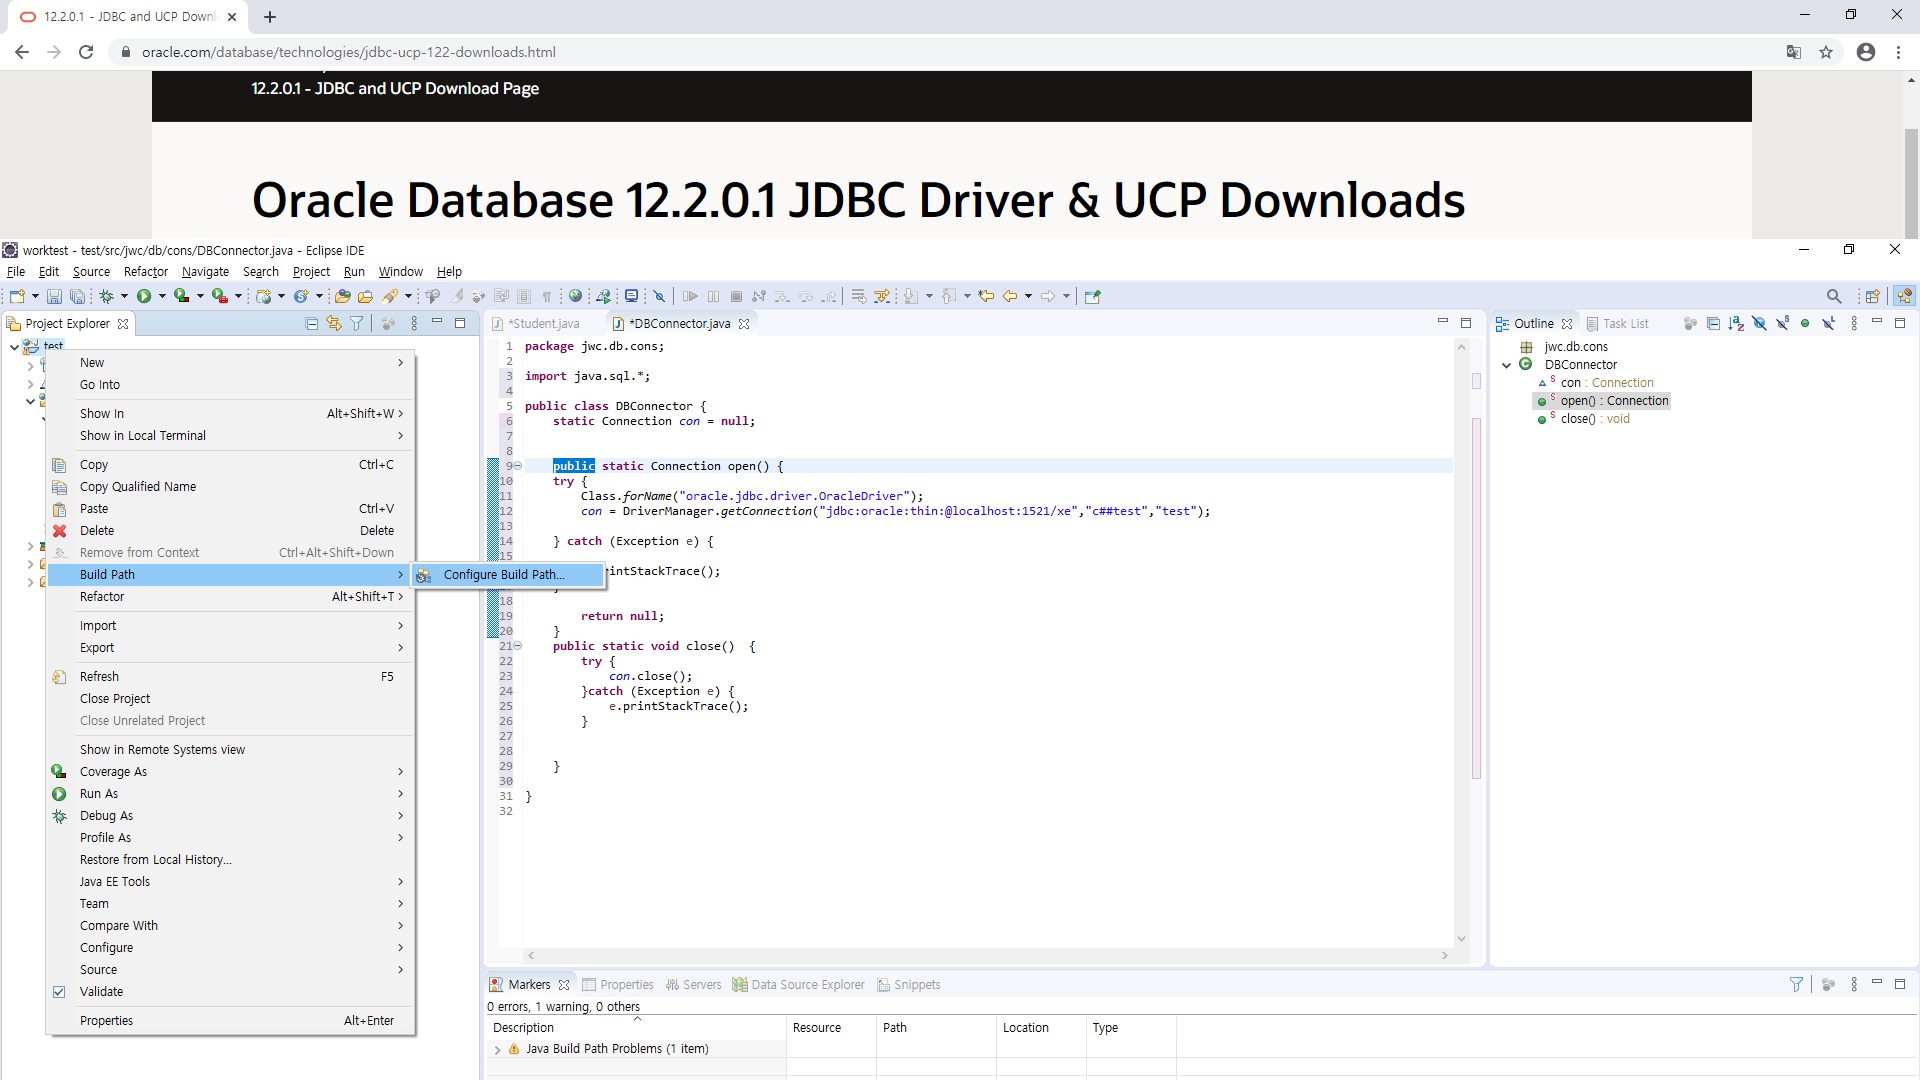 12.2.0.1 - JDBC and UCP Downl
oracle.com/database/technologies/jdbc-ucp-122-downloads.html
12.2.0.1 - JDBC and UCP Download Page
Oracle Database 12.2.0.1 JDBC Driver & UCP Downloads
worktest - test/src/jwc/db/cons/DBConnector.java - Eclipse IDE
File Edit Source Refactor Navigate Search Project Run Window Help
Project Explorer
test
New
Go Into
Show In Alt+Shift+W
Show in Local Terminal
Copy Ctrl+C
Copy Qualified Name
Paste Ctrl+V
Delete Delete
Remove from Context Ctrl+Alt+Shift+Down
Build Path
Configure Build Path...
Refactor Alt+Shift+T
Import
Export
Refresh F5
Close Project
Close Unrelated Project
Show in Remote Systems view
Coverage As
Run As
Debug As
Profile As
Restore from Local History...
Java EE Tools
Team
Compare With
Configure
Source
Validate
Properties Alt+Enter
*Student.java *DBConnector.java
1 package jwc.db.cons;
2
3 import java.sql.*;
4
5 public class DBConnector {
6 static Connection con = null;
7
8
9 public static Connection open() {
10 try {
11 Class.forName("oracle.jdbc.driver.OracleDriver");
12 con = DriverManager.getConnection("jdbc:oracle:thin:@localhost:1521/xe","c##test","test");
13
14 } catch (Exception e) {
15
intStackTrace();
18
19 return null;
20 }
21 public static void close() {
22 try {
23 con.close();
24 }catch (Exception e) {
25 e.printStackTrace();
26 }
27
28
29 }
30
31 }
32
Outline Task List
jwc.db.cons
DBConnector
con : Connection
open() : Connection
close() : void
Markers Properties Servers Data Source Explorer Snippets
0 errors, 1 warning, 0 others
Description Resource Path Location Type
Java Build Path Problems (1 item)